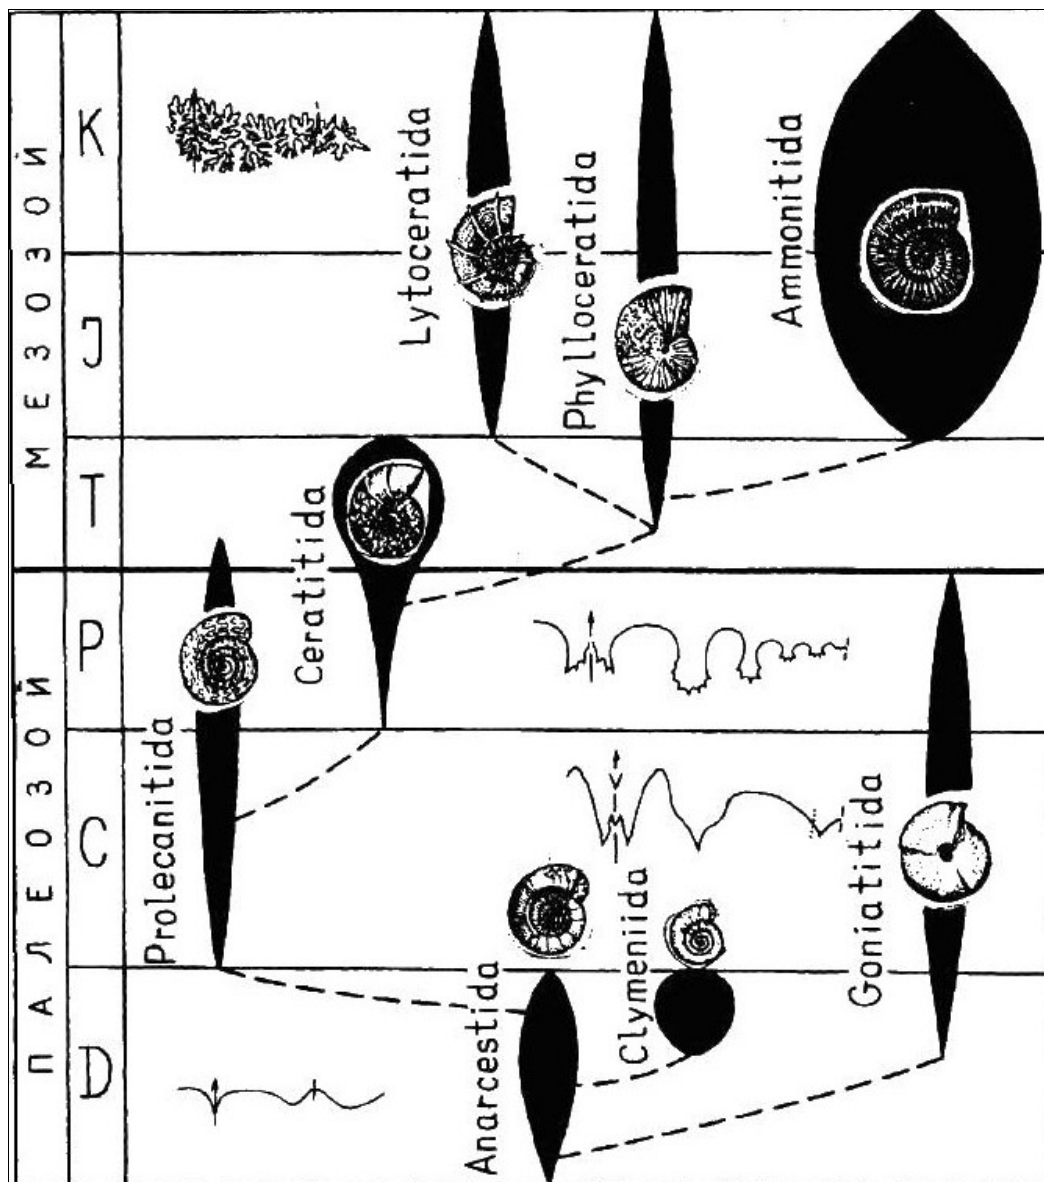 МЕЗОЗОЙ
ПАЛЕОЗОЙ
K
J
T
P
C
D
Lytoceratida
Phylloceratida
Ammonitida
Ceratitida
Prolecanitida
Anarcestida
Clymeniida
Goniatitida